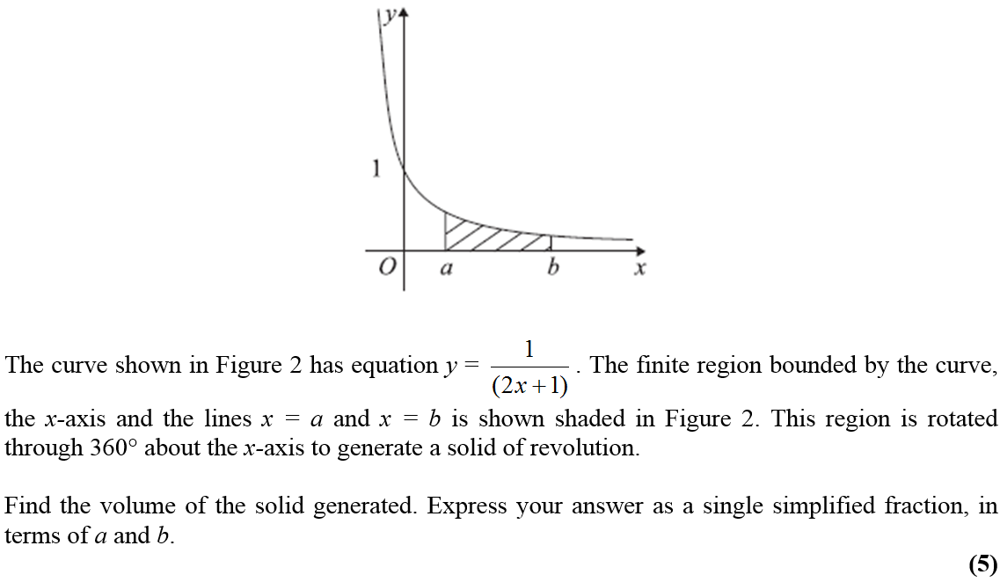 y
1
O a b x
The curve shown in Figure 2 has equation y = 1/(2x+1). The finite region bounded by the curve,
the x-axis and the lines x = a and x = b is shown shaded in Figure 2. This region is rotated
through 360° about the x-axis to generate a solid of revolution.
Find the volume of the solid generated. Express your answer as a single simplified fraction, in
terms of a and b.
(5)